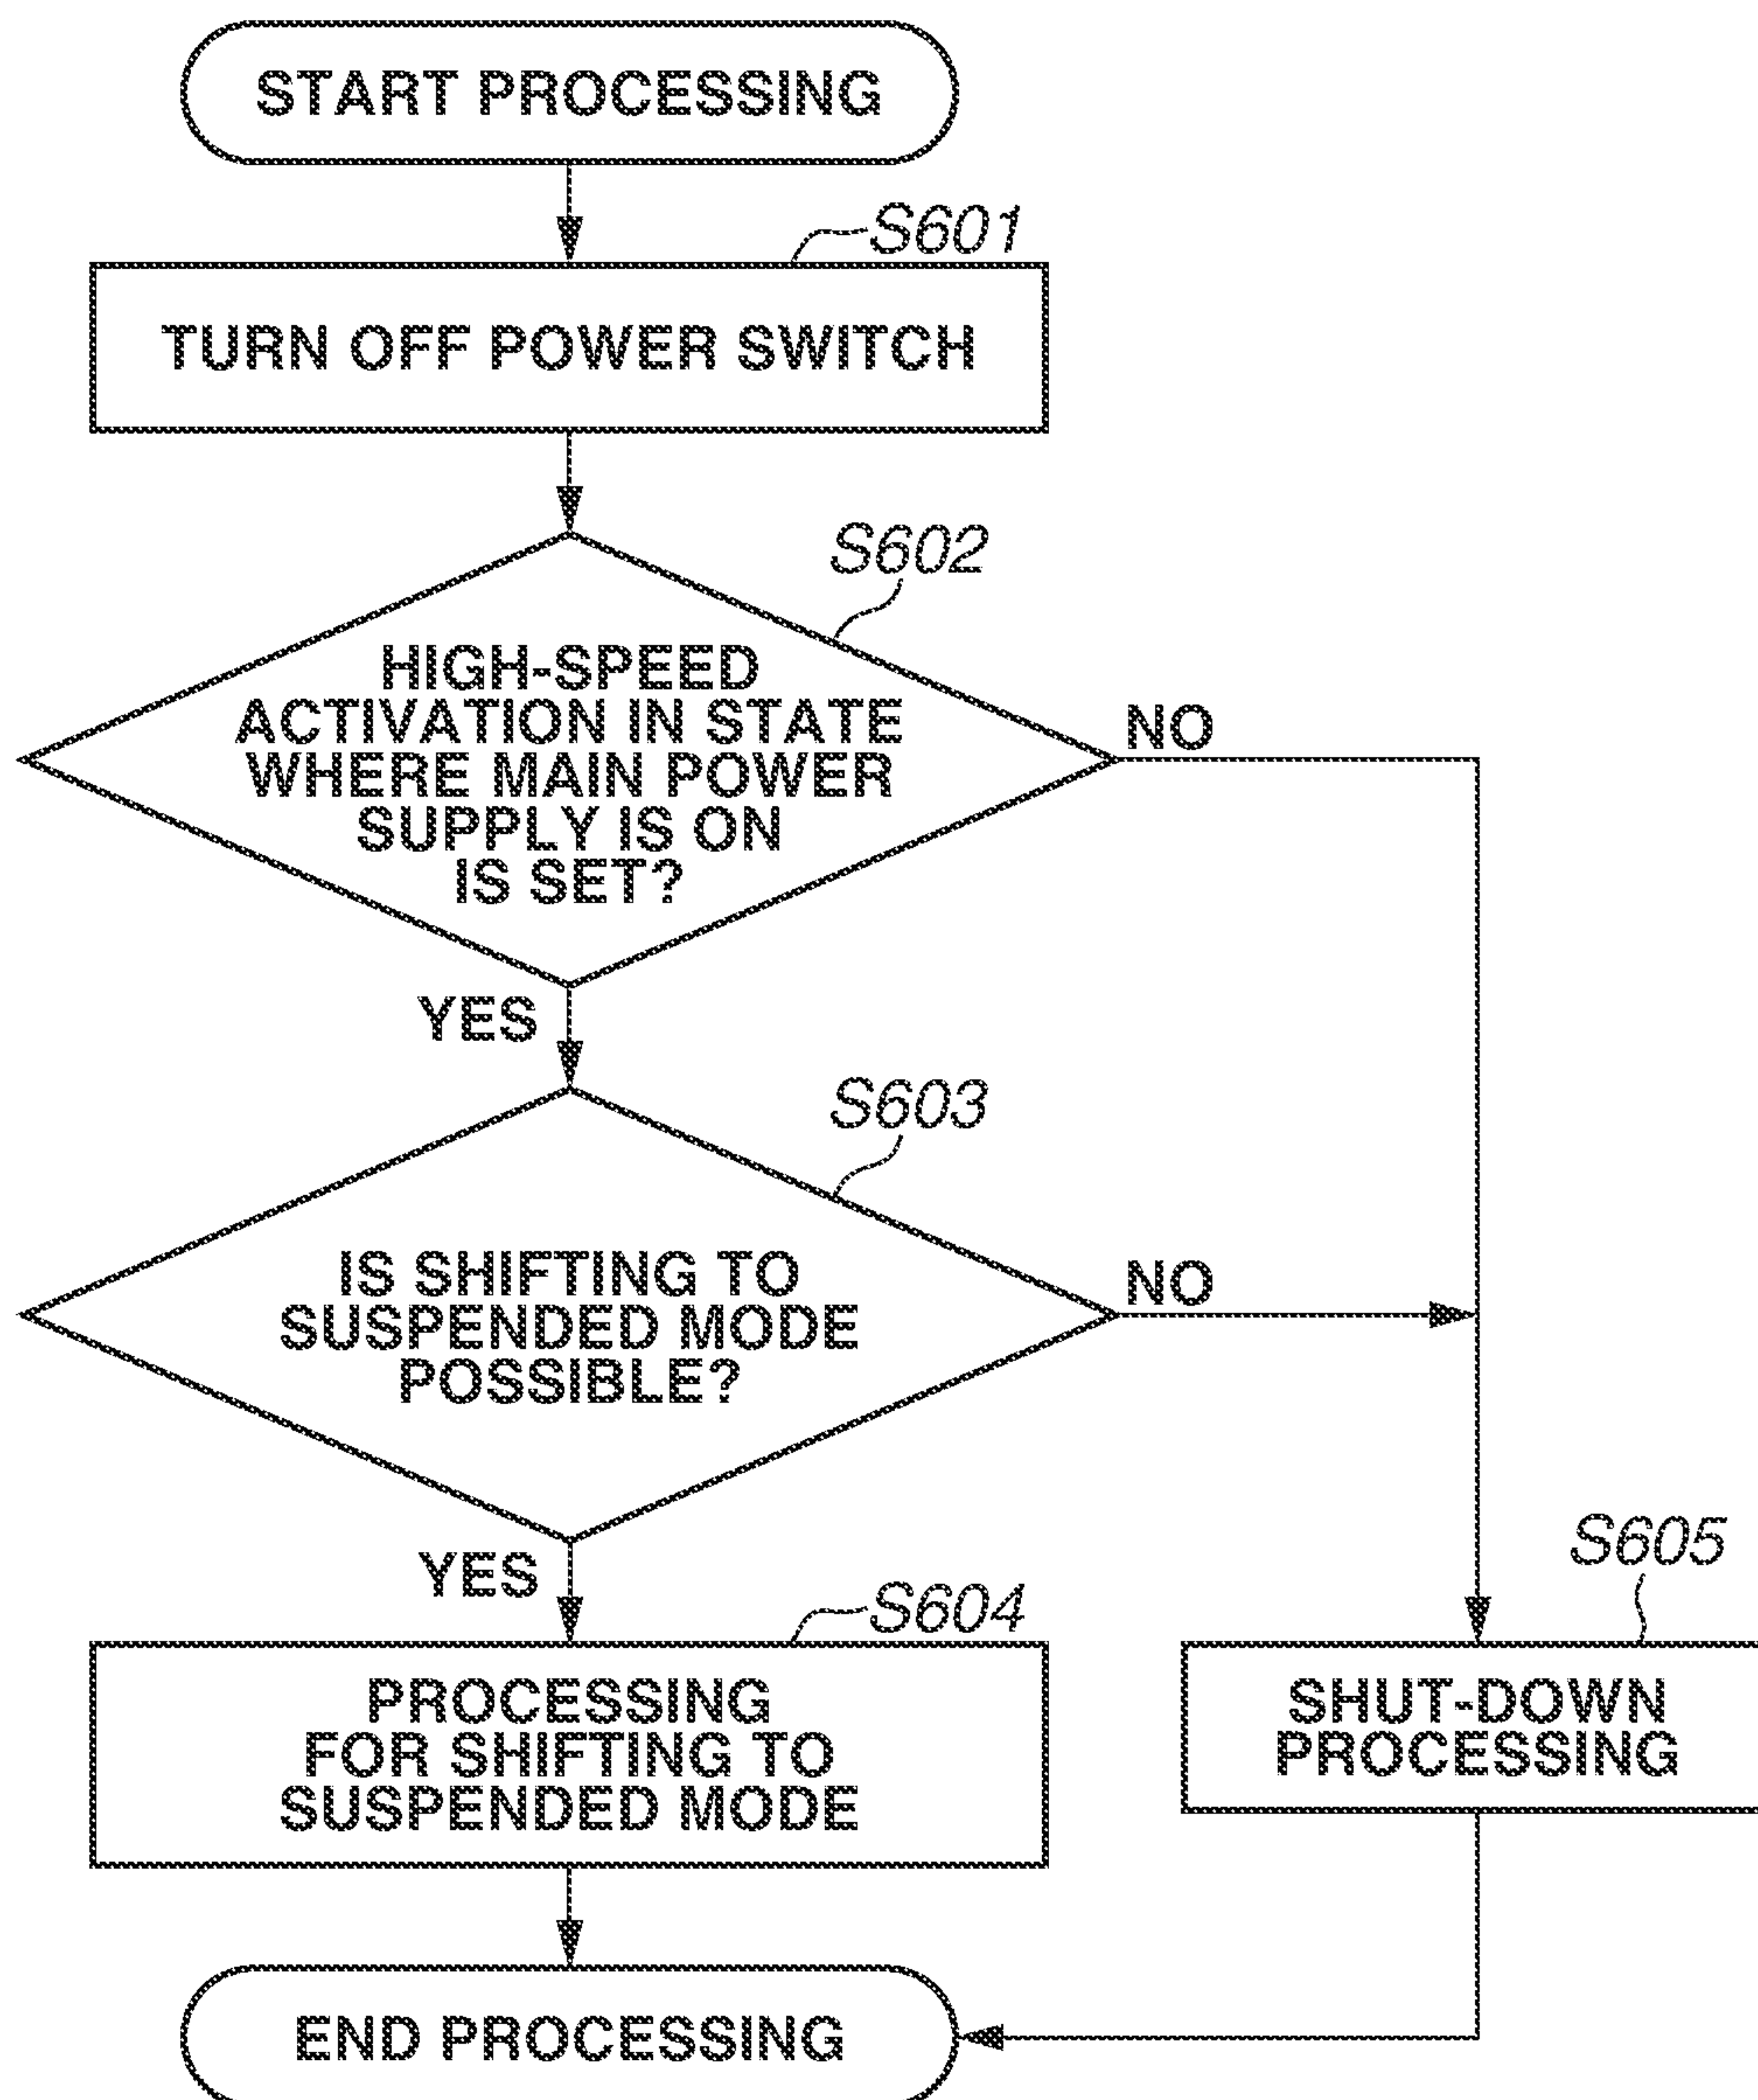 START PROCESSING
S601
TURN OFF POWER SWITCH
S602
HIGH-SPEED
ACTIVATION IN STATE
WHERE MAIN POWER
SUPPLY IS ON
IS SET?
NO
YES
S603
IS SHIFTING TO
SUSPENDED MODE
POSSIBLE?
NO
YES
S604
PROCESSING
FOR SHIFTING TO
SUSPENDED MODE
S605
SHUT-DOWN
PROCESSING
END PROCESSING